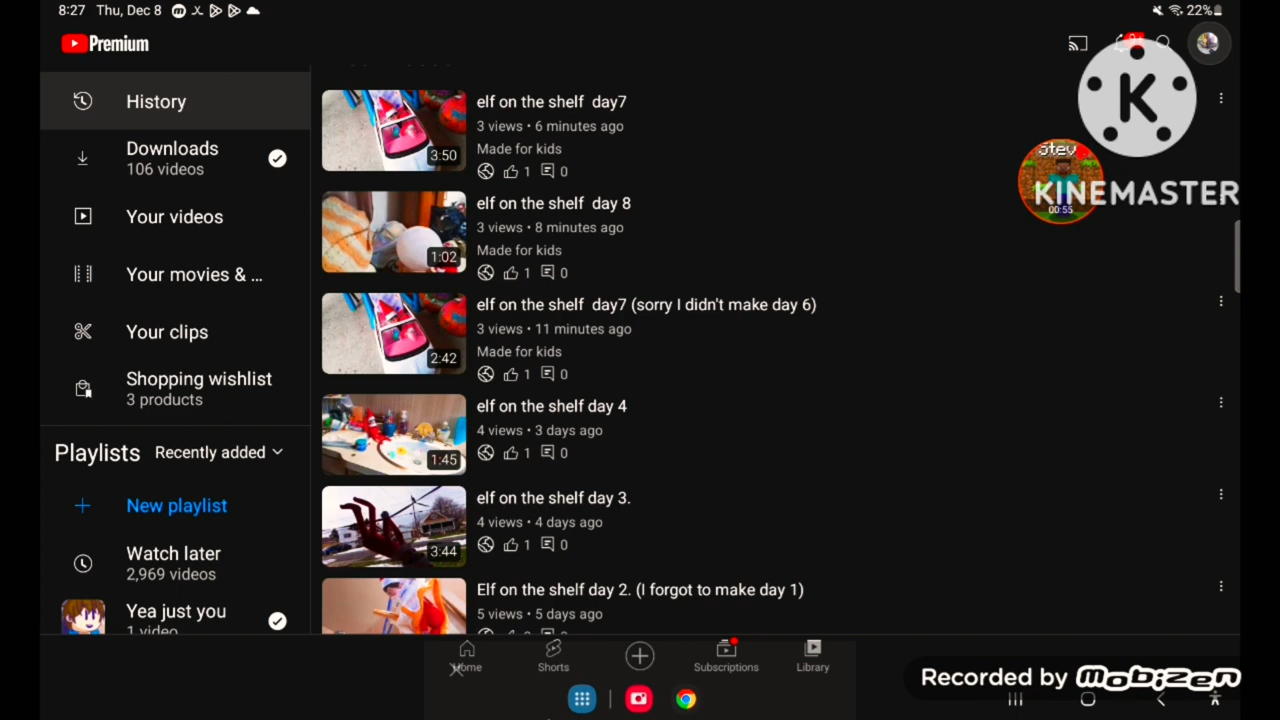 8:27 Thu, Dec 8
22%
Premium
History
Downloads
106 videos
Your videos
Your movies & ...
Your clips
Shopping wishlist
3 products
Playlists Recently added
New playlist
Watch later
2,969 videos
Yea just you
1 video
3:50
elf on the shelf day7
3 views • 6 minutes ago
Made for kids
1 0
1:02
elf on the shelf day 8
3 views • 8 minutes ago
Made for kids
1 0
2:42
elf on the shelf day7 (sorry I didn't make day 6)
3 views • 11 minutes ago
Made for kids
1 0
1:45
elf on the shelf day 4
4 views • 3 days ago
1 0
3:44
elf on the shelf day 3.
4 views • 4 days ago
1 0
Elf on the shelf day 2. (I forgot to make day 1)
5 views • 5 days ago
K
stev
KINEMASTER
00:55
Home
Shorts
Subscriptions
Library
Recorded by mobizen